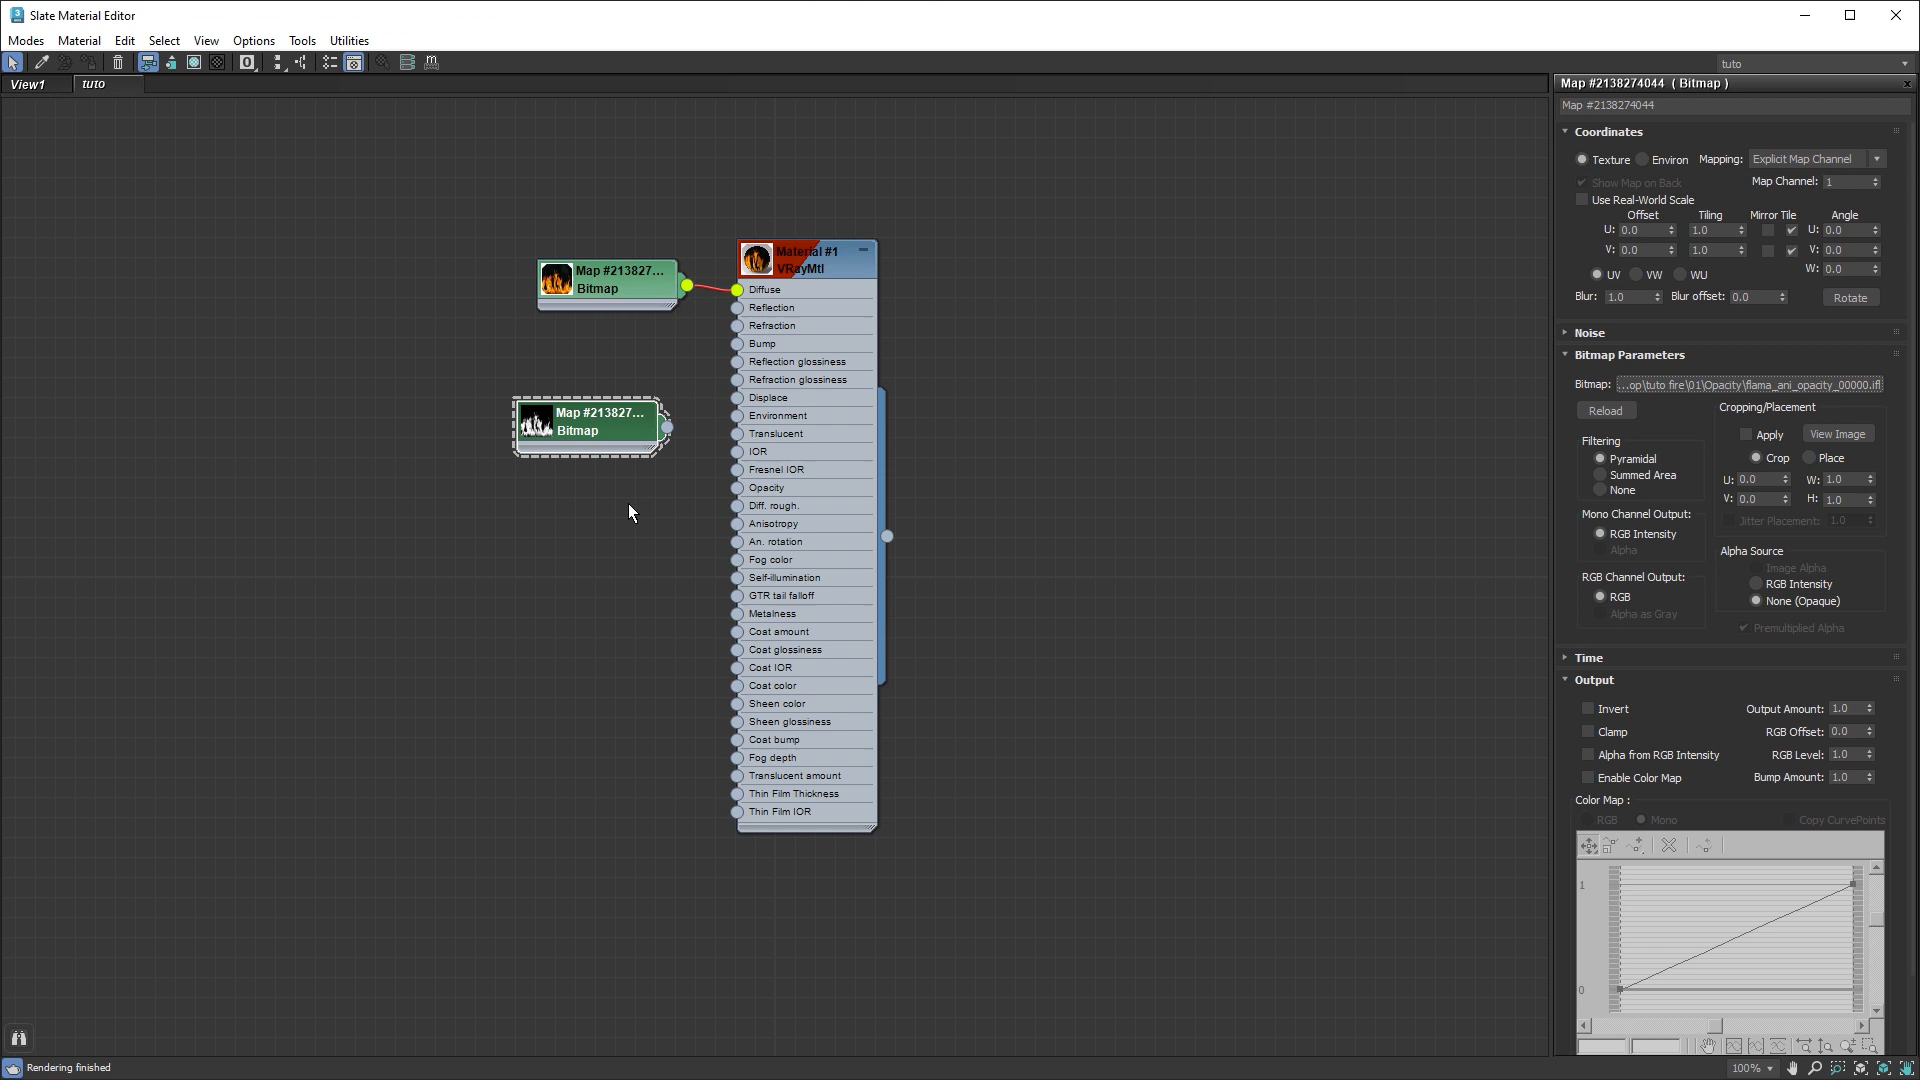 Slate Material Editor
Modes Material Edit Select View Options Tools Utilities
tuto
View1 tuto
Map #2138274044 ( Bitmap )
Map #2138274044
Coordinates
Texture Environ Mapping: Explicit Map Channel
Show Map on Back Map Channel: 1
Use Real-World Scale
Offset Tiling Mirror Tile Angle
U: 0.0 1.0 U: 0.0
V: 0.0 1.0 V: 0.0
W: 0.0
UV VW WU
Blur: 1.0 Blur offset: 0.0 Rotate
Noise
Bitmap Parameters
Bitmap: ...op\tuto fire\01\Opacity\flama_ani_opacity_00000.ifl
Reload
Cropping/Placement
Apply View Image
Filtering
Pyramidal
Summed Area
None
Crop Place
U: 0.0 W: 1.0
V: 0.0 H: 1.0
Jitter Placement: 1.0
Mono Channel Output:
RGB Intensity
Alpha
Alpha Source
Image Alpha
RGB Intensity
None (Opaque)
RGB Channel Output:
RGB
Alpha as Gray
Premultiplied Alpha
Time
Output
Invert Output Amount: 1.0
Clamp RGB Offset: 0.0
Alpha from RGB Intensity RGB Level: 1.0
Enable Color Map Bump Amount: 1.0
Color Map :
RGB Mono Copy CurvePoints
1
0
Map #213827...
Bitmap
Map #213827...
Bitmap
Material #1
VRayMtl
Diffuse
Reflection
Refraction
Bump
Reflection glossiness
Refraction glossiness
Displace
Environment
Translucent
IOR
Fresnel IOR
Opacity
Diff. rough.
Anisotropy
An. rotation
Fog color
Self-illumination
GTR tail falloff
Metalness
Coat amount
Coat glossiness
Coat IOR
Coat color
Sheen color
Sheen glossiness
Coat bump
Fog depth
Translucent amount
Thin Film Thickness
Thin Film IOR
Rendering finished
100%